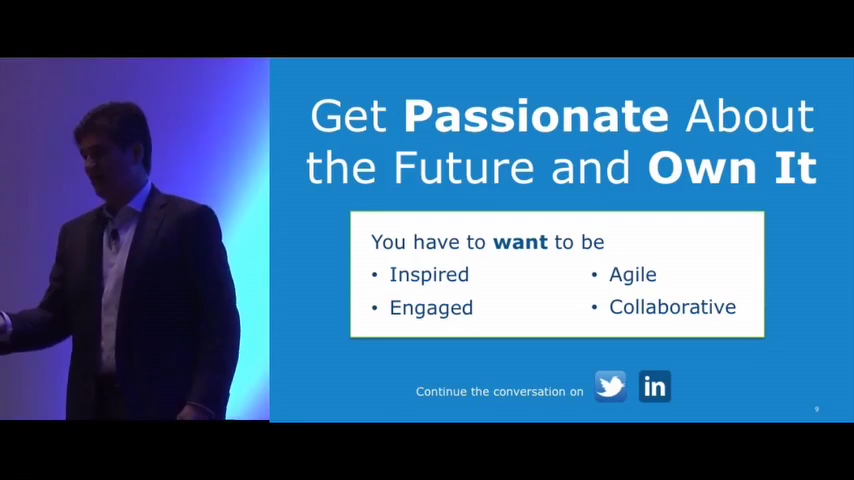 Get Passionate About
the Future and Own It
You have to want to be
• Inspired
• Engaged
• Agile
• Collaborative
Continue the conversation on
in
9